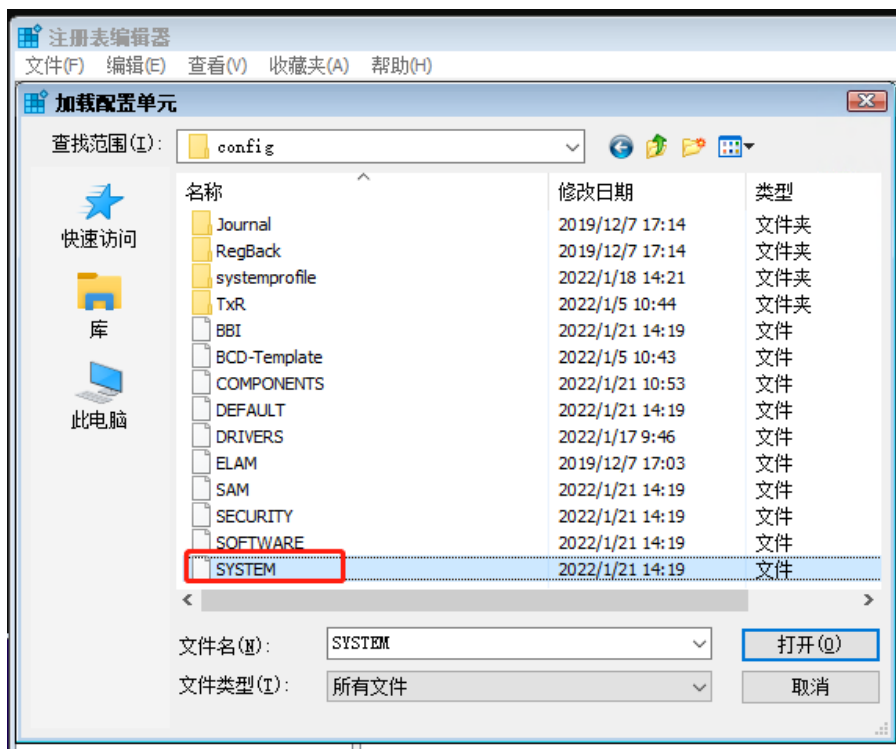 注册表编辑器
文件(F) 编辑(E) 查看(V) 收藏夹(A) 帮助(H)
加载配置单元
查找范围(I): config
名称 修改日期 类型
快速访问
库
此电脑
Journal 2019/12/7 17:14 文件夹
RegBack 2019/12/7 17:14 文件夹
systemprofile 2022/1/18 14:21 文件夹
TxR 2022/1/5 10:44 文件夹
BBI 2022/1/21 14:19 文件
BCD-Template 2022/1/5 10:43 文件
COMPONENTS 2022/1/21 10:53 文件
DEFAULT 2022/1/21 14:19 文件
DRIVERS 2022/1/17 9:46 文件
ELAM 2019/12/7 17:03 文件
SAM 2022/1/21 14:19 文件
SECURITY 2022/1/21 14:19 文件
SOFTWARE 2022/1/21 14:19 文件
SYSTEM 2022/1/21 14:19 文件
文件名(N): SYSTEM 打开(O)
文件类型(T): 所有文件 取消